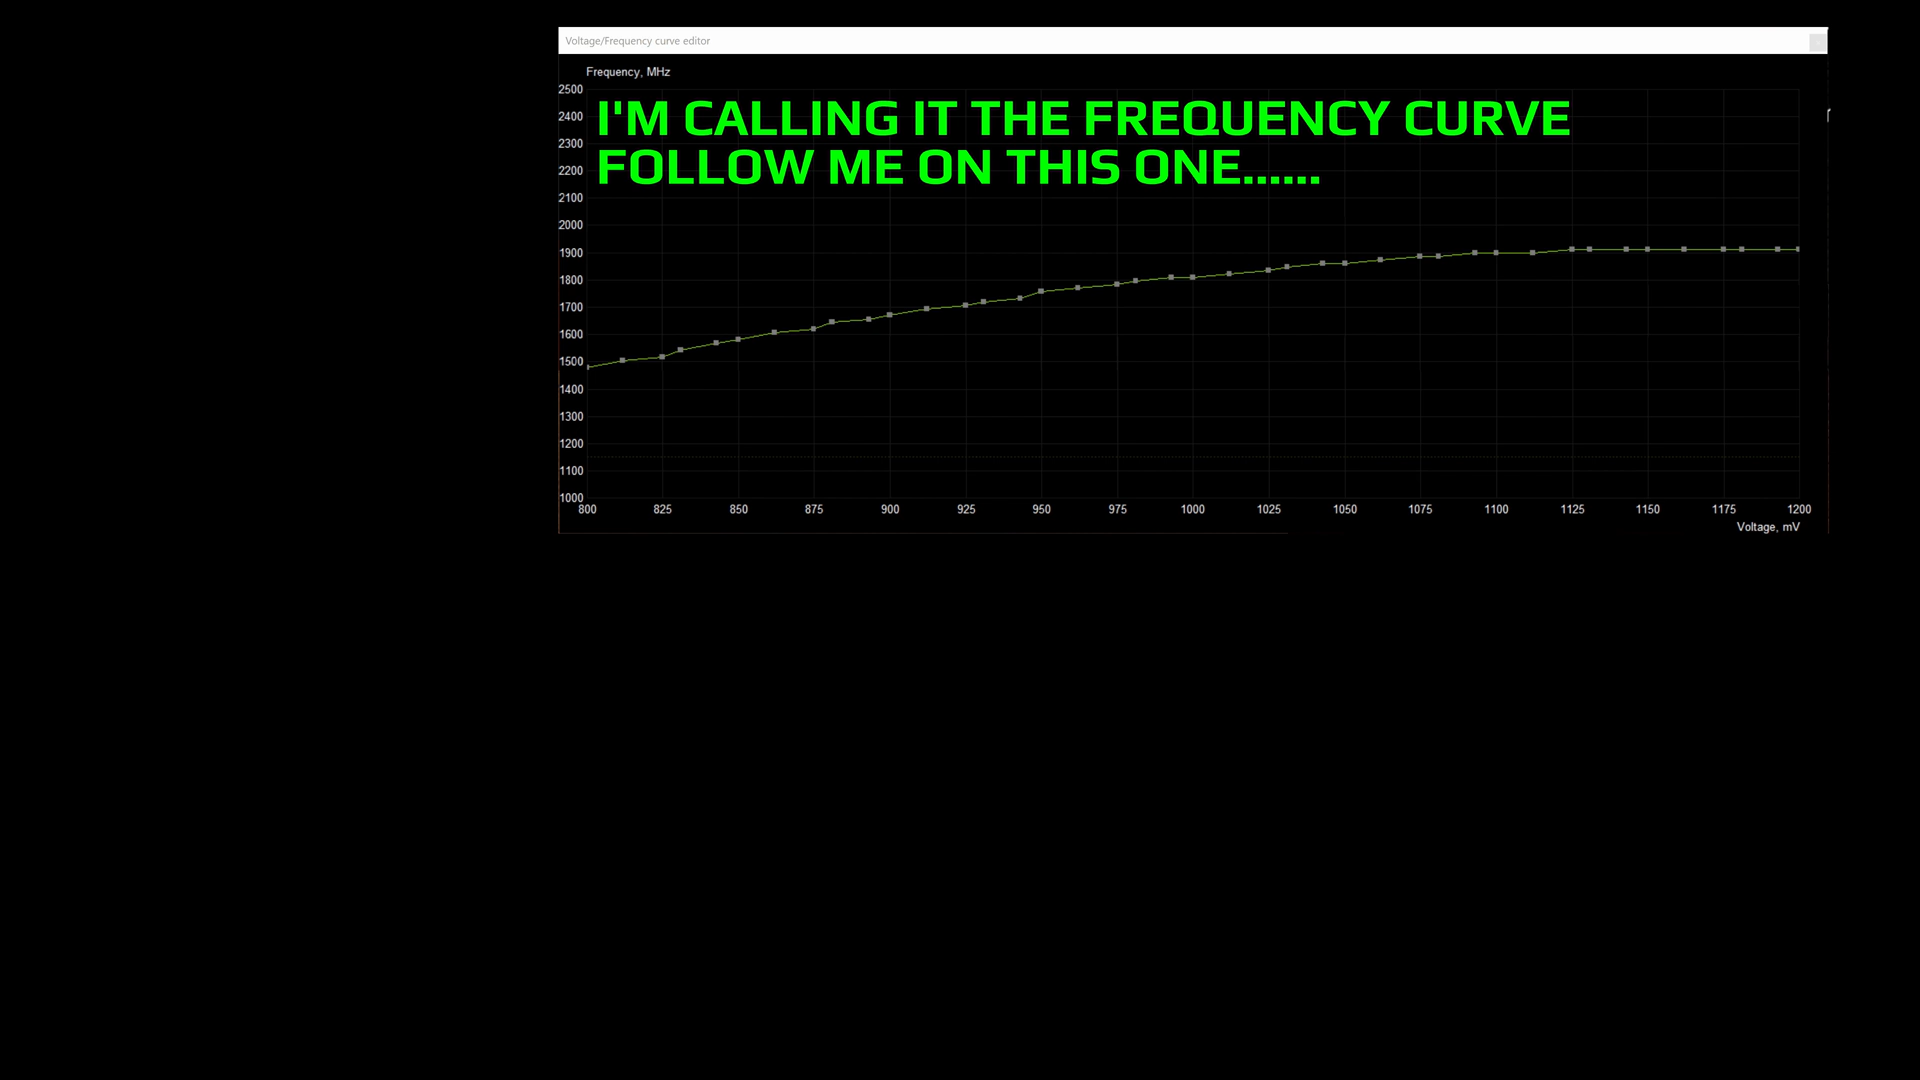 Voltage/Frequency curve editor
Frequency, MHz
2500
2400
2300
2200
2100
2000
1900
1800
1700
1600
1500
1400
1300
1200
1100
1000
I'M CALLING IT THE FREQUENCY CURVE
FOLLOW ME ON THIS ONE......
800 825 850 875 900 925 950 975 1000 1025 1050 1075 1100 1125 1150 1175 1200
Voltage, mV